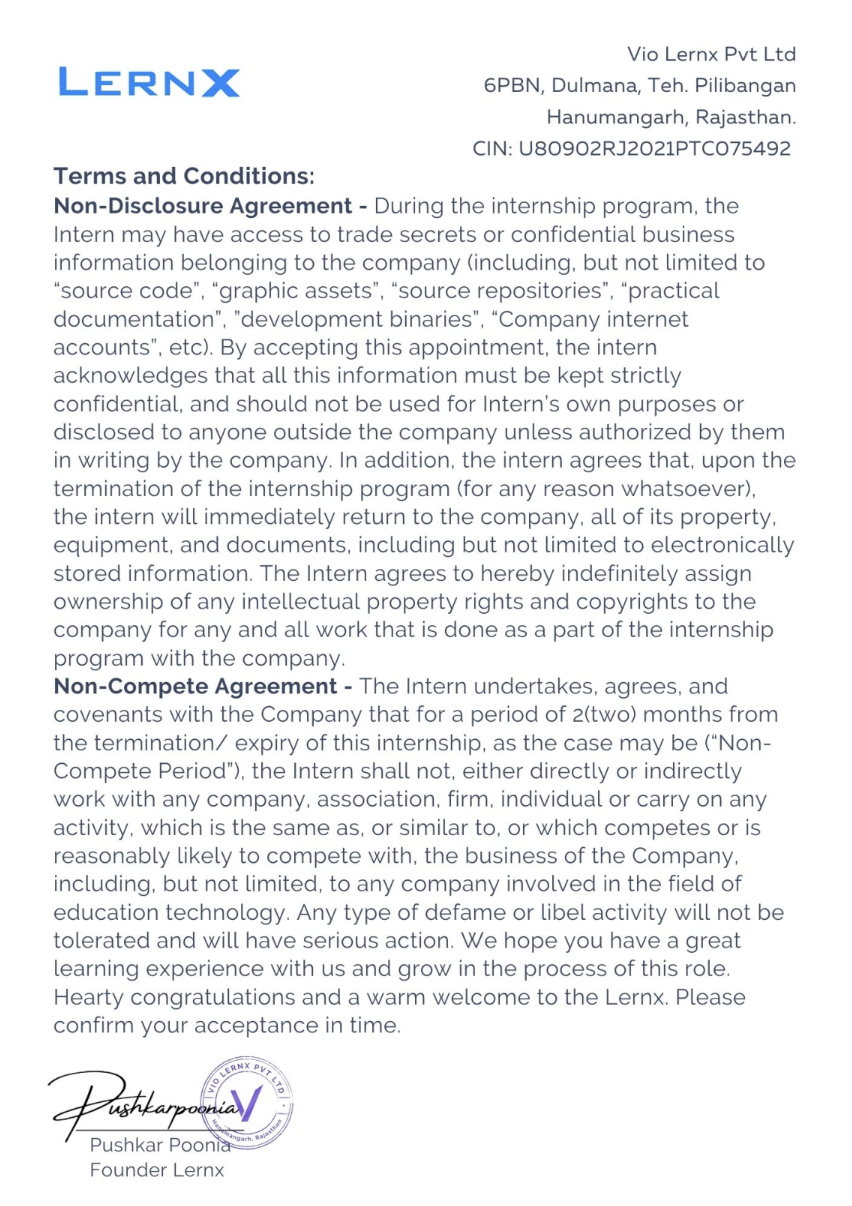 LERNX
Vio Lernx Pvt Ltd
6PBN, Dulmana, Teh. Pilibangan
Hanumangarh, Rajasthan.
CIN: U80902RJ2021PTC075492
Terms and Conditions:
Non-Disclosure Agreement - During the internship program, the
Intern may have access to trade secrets or confidential business
information belonging to the company (including, but not limited to
“source code”, “graphic assets”, “source repositories”, “practical
documentation”, ”development binaries”, “Company internet
accounts”, etc). By accepting this appointment, the intern
acknowledges that all this information must be kept strictly
confidential, and should not be used for Intern’s own purposes or
disclosed to anyone outside the company unless authorized by them
in writing by the company. In addition, the intern agrees that, upon the
termination of the internship program (for any reason whatsoever),
the intern will immediately return to the company, all of its property,
equipment, and documents, including but not limited to electronically
stored information. The Intern agrees to hereby indefinitely assign
ownership of any intellectual property rights and copyrights to the
company for any and all work that is done as a part of the internship
program with the company.
Non-Compete Agreement - The Intern undertakes, agrees, and
covenants with the Company that for a period of 2(two) months from
the termination/ expiry of this internship, as the case may be (“Non-
Compete Period”), the Intern shall not, either directly or indirectly
work with any company, association, firm, individual or carry on any
activity, which is the same as, or similar to, or which competes or is
reasonably likely to compete with, the business of the Company,
including, but not limited, to any company involved in the field of
education technology. Any type of defame or libel activity will not be
tolerated and will have serious action. We hope you have a great
learning experience with us and grow in the process of this role.
Hearty congratulations and a warm welcome to the Lernx. Please
confirm your acceptance in time.
Pushkarpoonia
VIO LERNX PVT LTD
V
Hanumangarh, Rajasthan
Pushkar Poonia
Founder Lernx